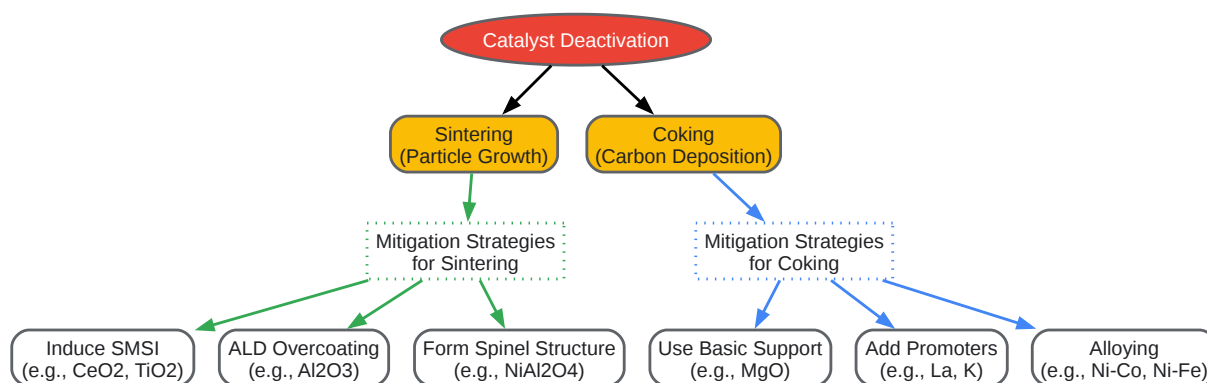 Catalyst Deactivation
Sintering
(Particle Growth)
Coking
(Carbon Deposition)
Mitigation Strategies
for Sintering
Mitigation Strategies
for Coking
Induce SMSI
(e.g., CeO2, TiO2)
ALD Overcoating
(e.g., Al2O3)
Form Spinel Structure
(e.g., NiAl2O4)
Use Basic Support
(e.g., MgO)
Add Promoters
(e.g., La, K)
Alloying
(e.g., Ni-Co, Ni-Fe)